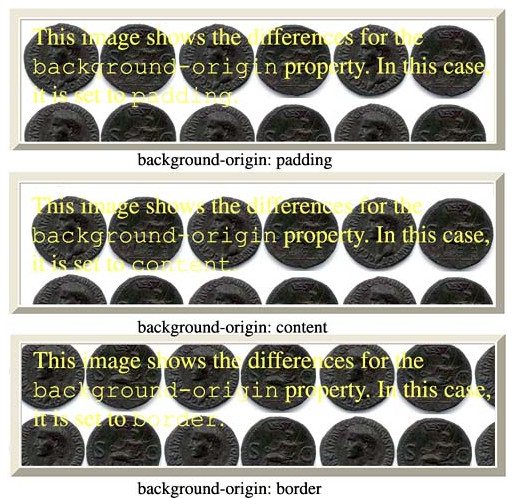 This image shows the differences for the
background-origin property. In this case,
it is set to padding.
background-origin: padding
This image shows the differences for the
background-origin property. In this case,
it is set to content.
background-origin: content
This image shows the differences for the
background-origin property. In this case,
it is set to border.
background-origin: border